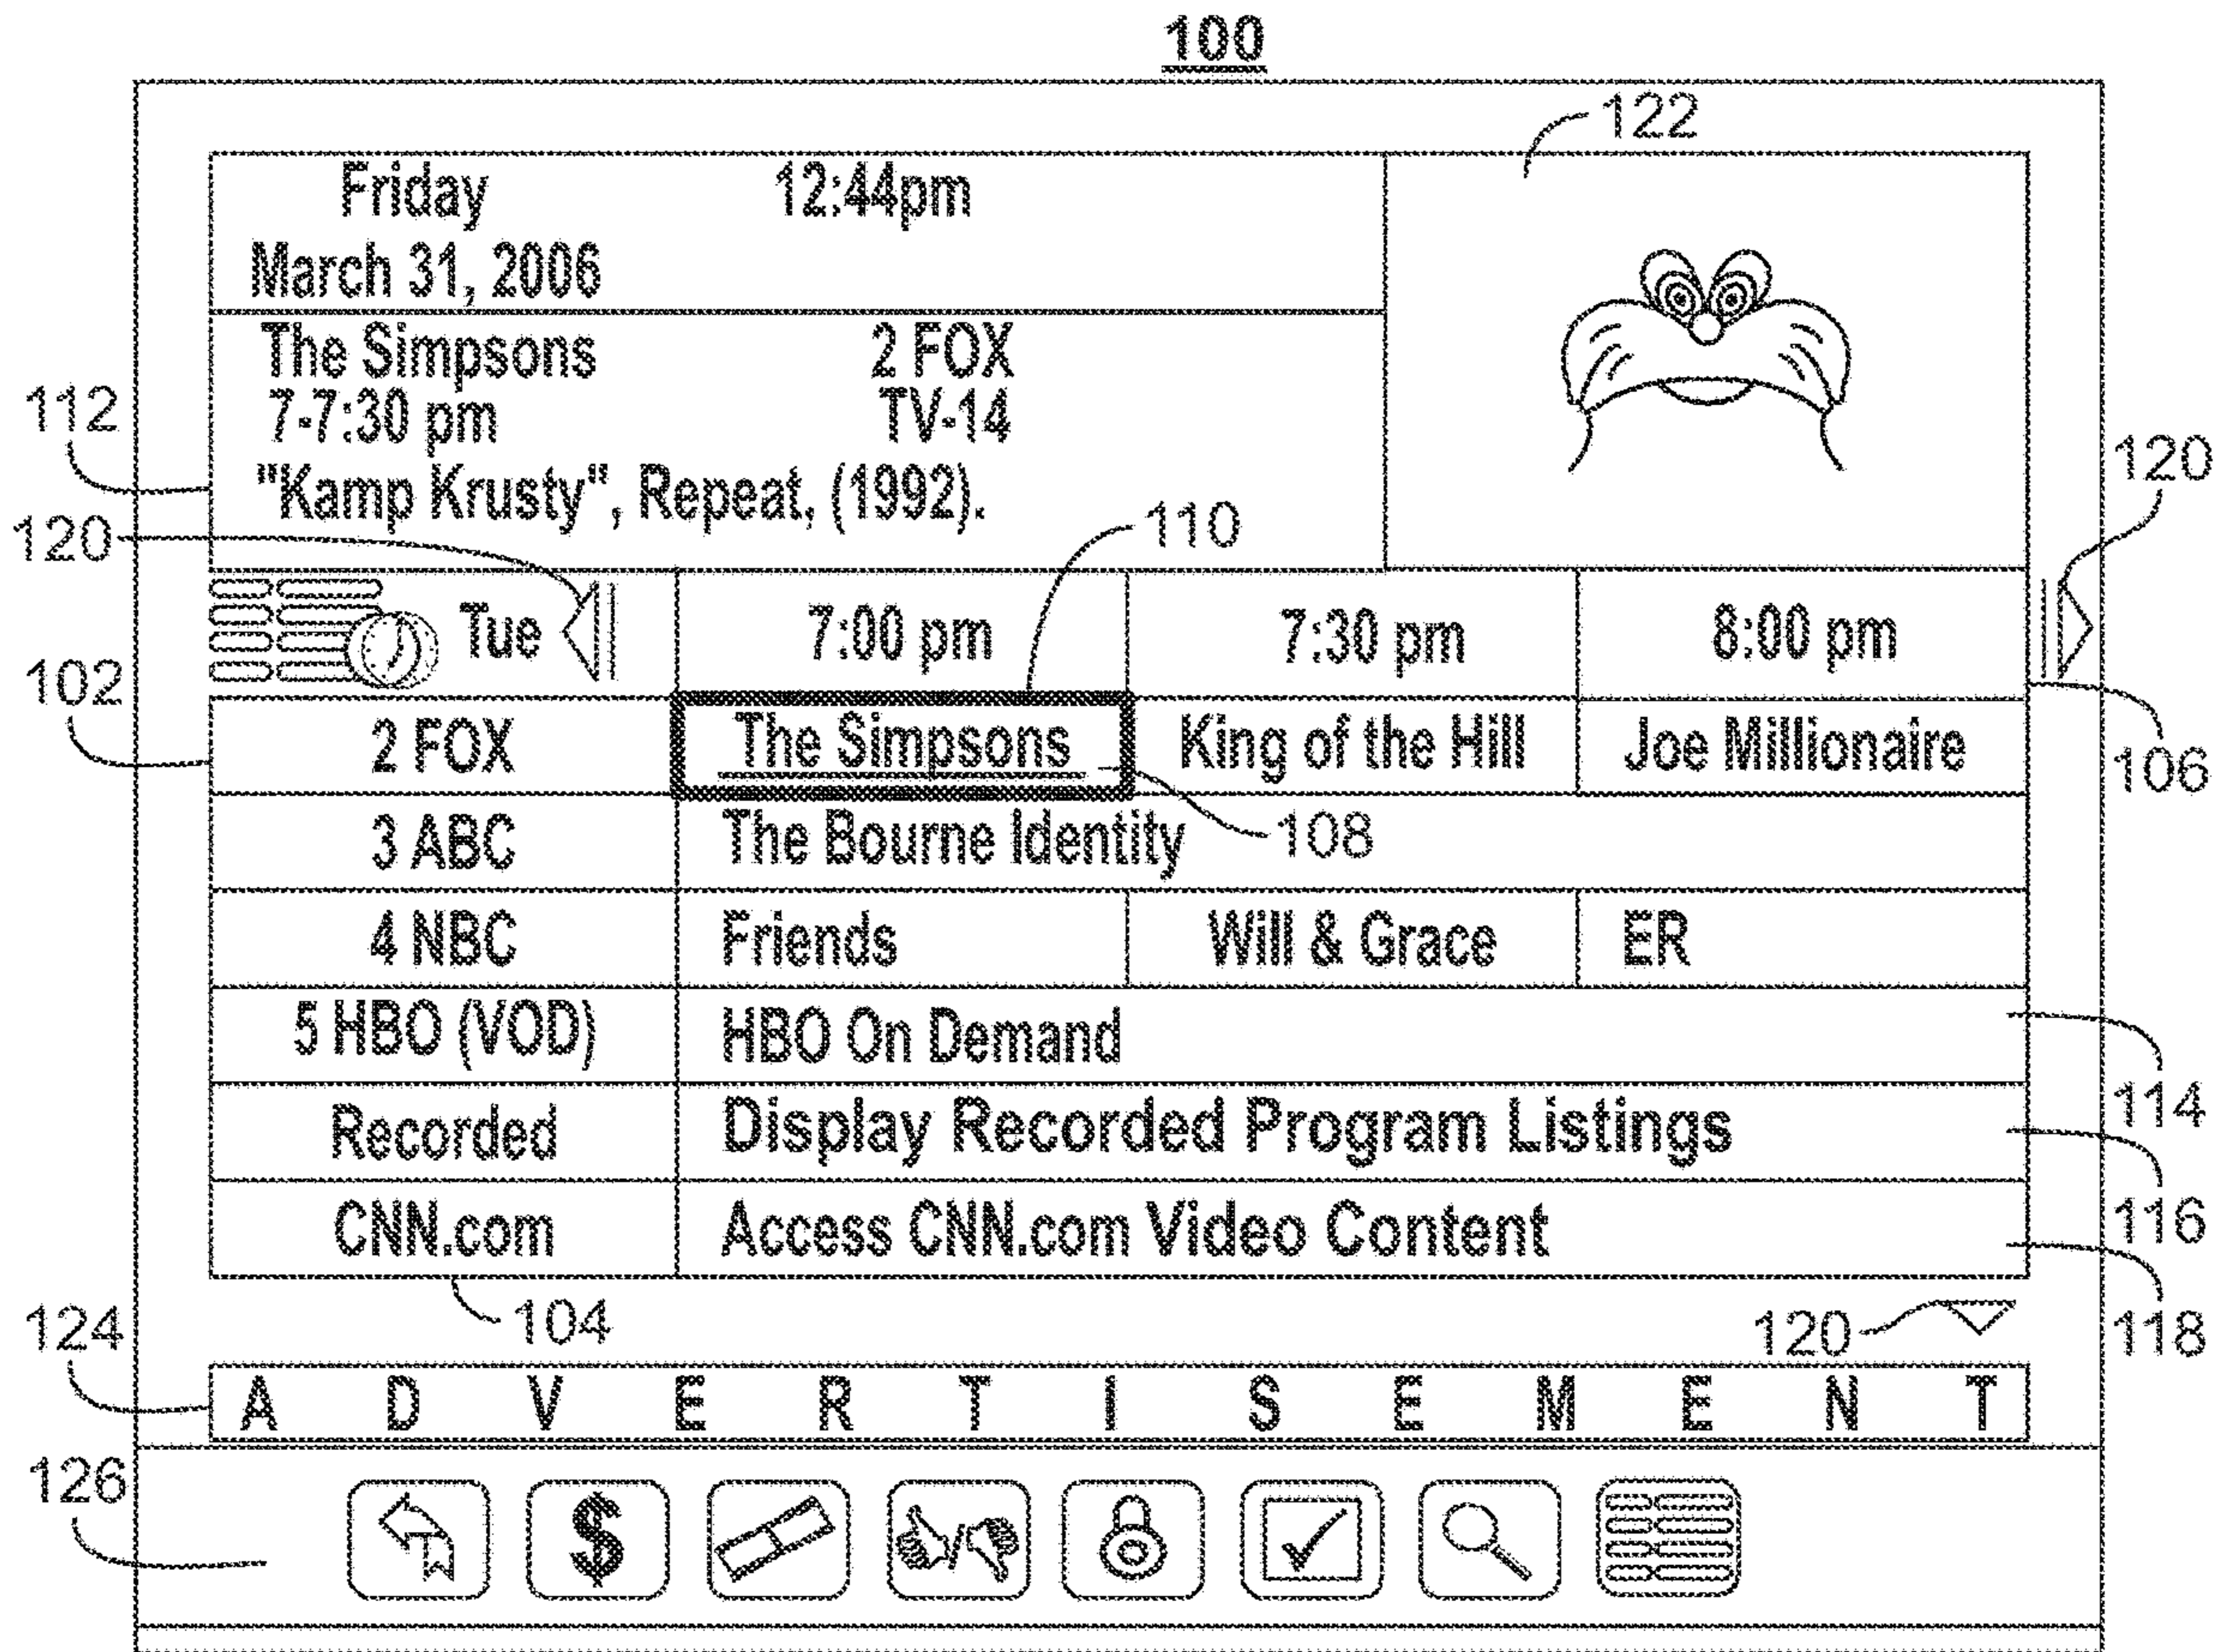 100
122
Friday 12:44pm
March 31, 2006
The Simpsons 2 FOX
112
7-7:30 pm TV-14
"Kamp Krusty", Repeat, (1992).
120
110
120
Tue 7:00 pm 7:30 pm 8:00 pm
102
2 FOX The Simpsons King of the Hill Joe Millionaire
106
3 ABC The Bourne Identity
108
4 NBC Friends Will & Grace ER
5 HBO (VOD) HBO On Demand
114
Recorded Display Recorded Program Listings
116
CNN.com Access CNN.com Video Content
124
104
120
118
A D V E R T I S E M E N T
126
$